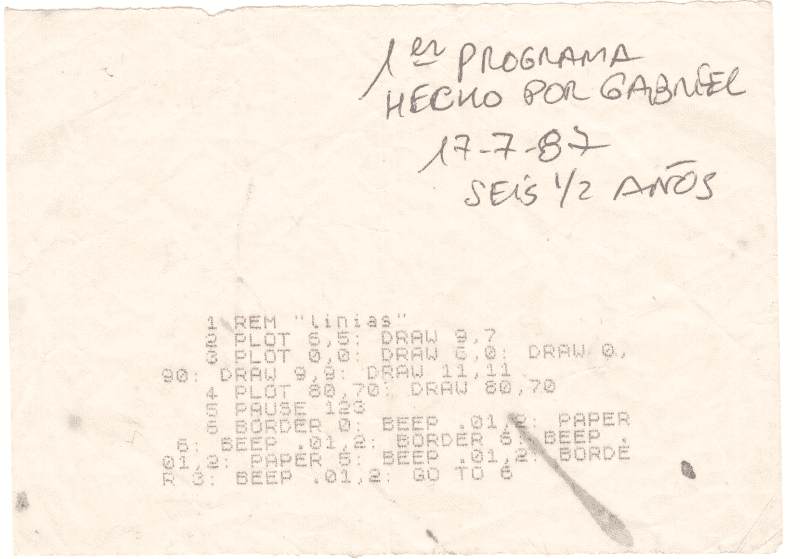 1er PROGRAMA
HECHO POR GABRIEL
17-7-87
SEIS 1/2 AÑOS
1 REM "linias"
2 PLOT 6,5: DRAW 9,7
3 PLOT 0,0: DRAW 6,0: DRAW 0,
90: DRAW 9,9: DRAW 11,11
4 PLOT 80,70: DRAW 80,70
5 PAUSE 123
6 BORDER 0: BEEP .01,2: PAPER
6: BEEP .01,2: BORDER 6: BEEP .
01,2: PAPER 5: BEEP .01,2: BORDE
R 3: BEEP .01,2: GO TO 6